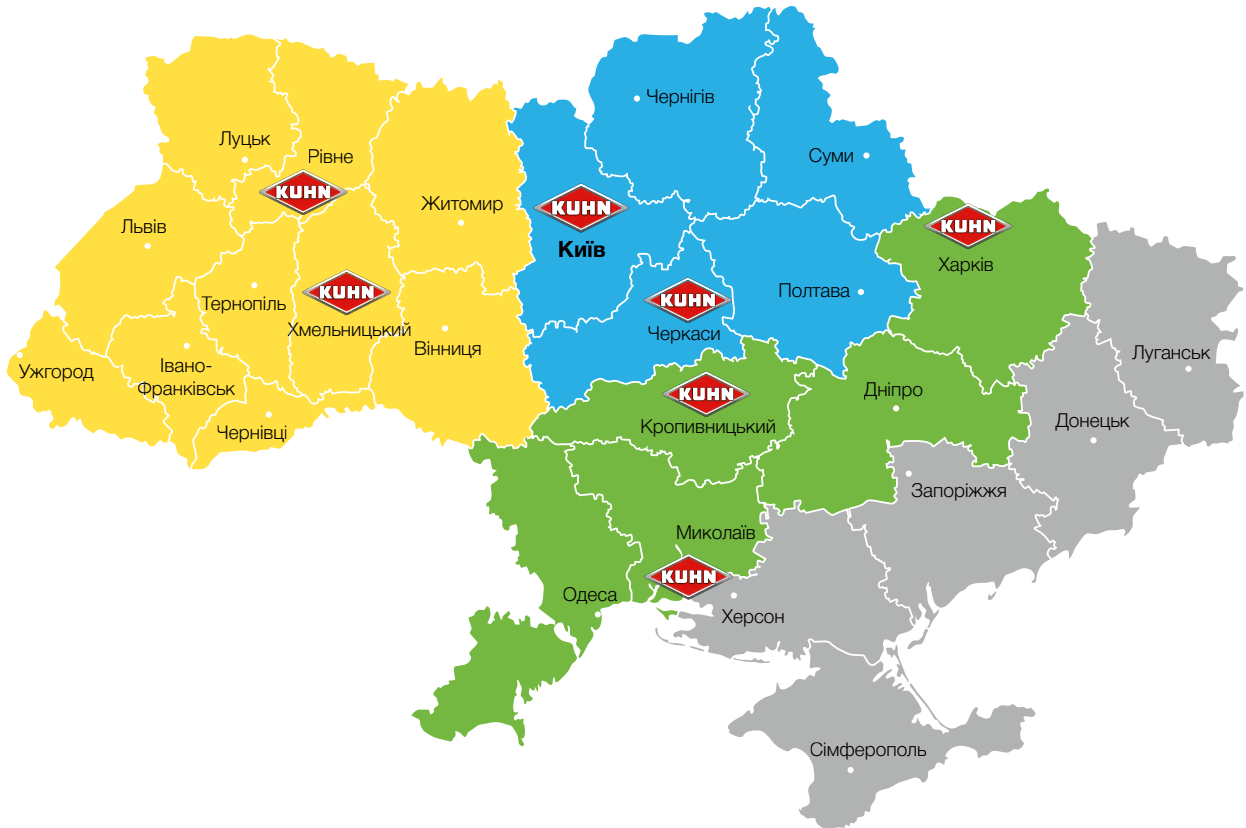 Чернігів
Луцьк
Рівне
Суми
KUHN
Житомир
KUHN
Львів
KUHN
Київ
Харків
Тернопіль
KUHN
KUHN
Полтава
Хмельницький
Черкаси
Вінниця
Луганськ
Ужгород
Івано-
Франківськ
KUHN
Дніпро
Чернівці
Кропивницький
Донецьк
Запоріжжя
Миколаїв
KUHN
Одеса
Херсон
Сімферополь